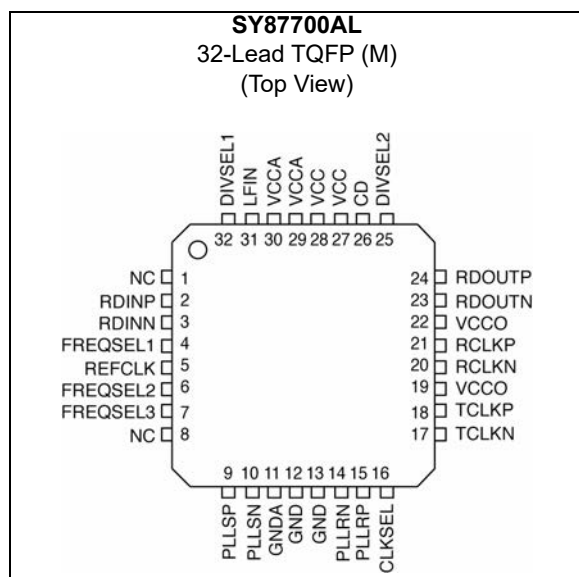 SY87700AL
32-Lead TQFP (M)
(Top View)
DIVSEL1
LFIN
VCCA
VCCA
VCC
VCC
CD
DIVSEL2
32 31 30 29 28 27 26 25
NC 1
RDINP 2
RDINN 3
FREQSEL1 4
REFCLK 5
FREQSEL2 6
FREQSEL3 7
NC 8
24 RDOUTP
23 RDOUTN
22 VCCO
21 RCLKP
20 RCLKN
19 VCCO
18 TCLKP
17 TCLKN
9 10 11 12 13 14 15 16
PLLSP
PLLSN
GNDA
GND
GND
PLLRN
PLLRP
CLKSEL